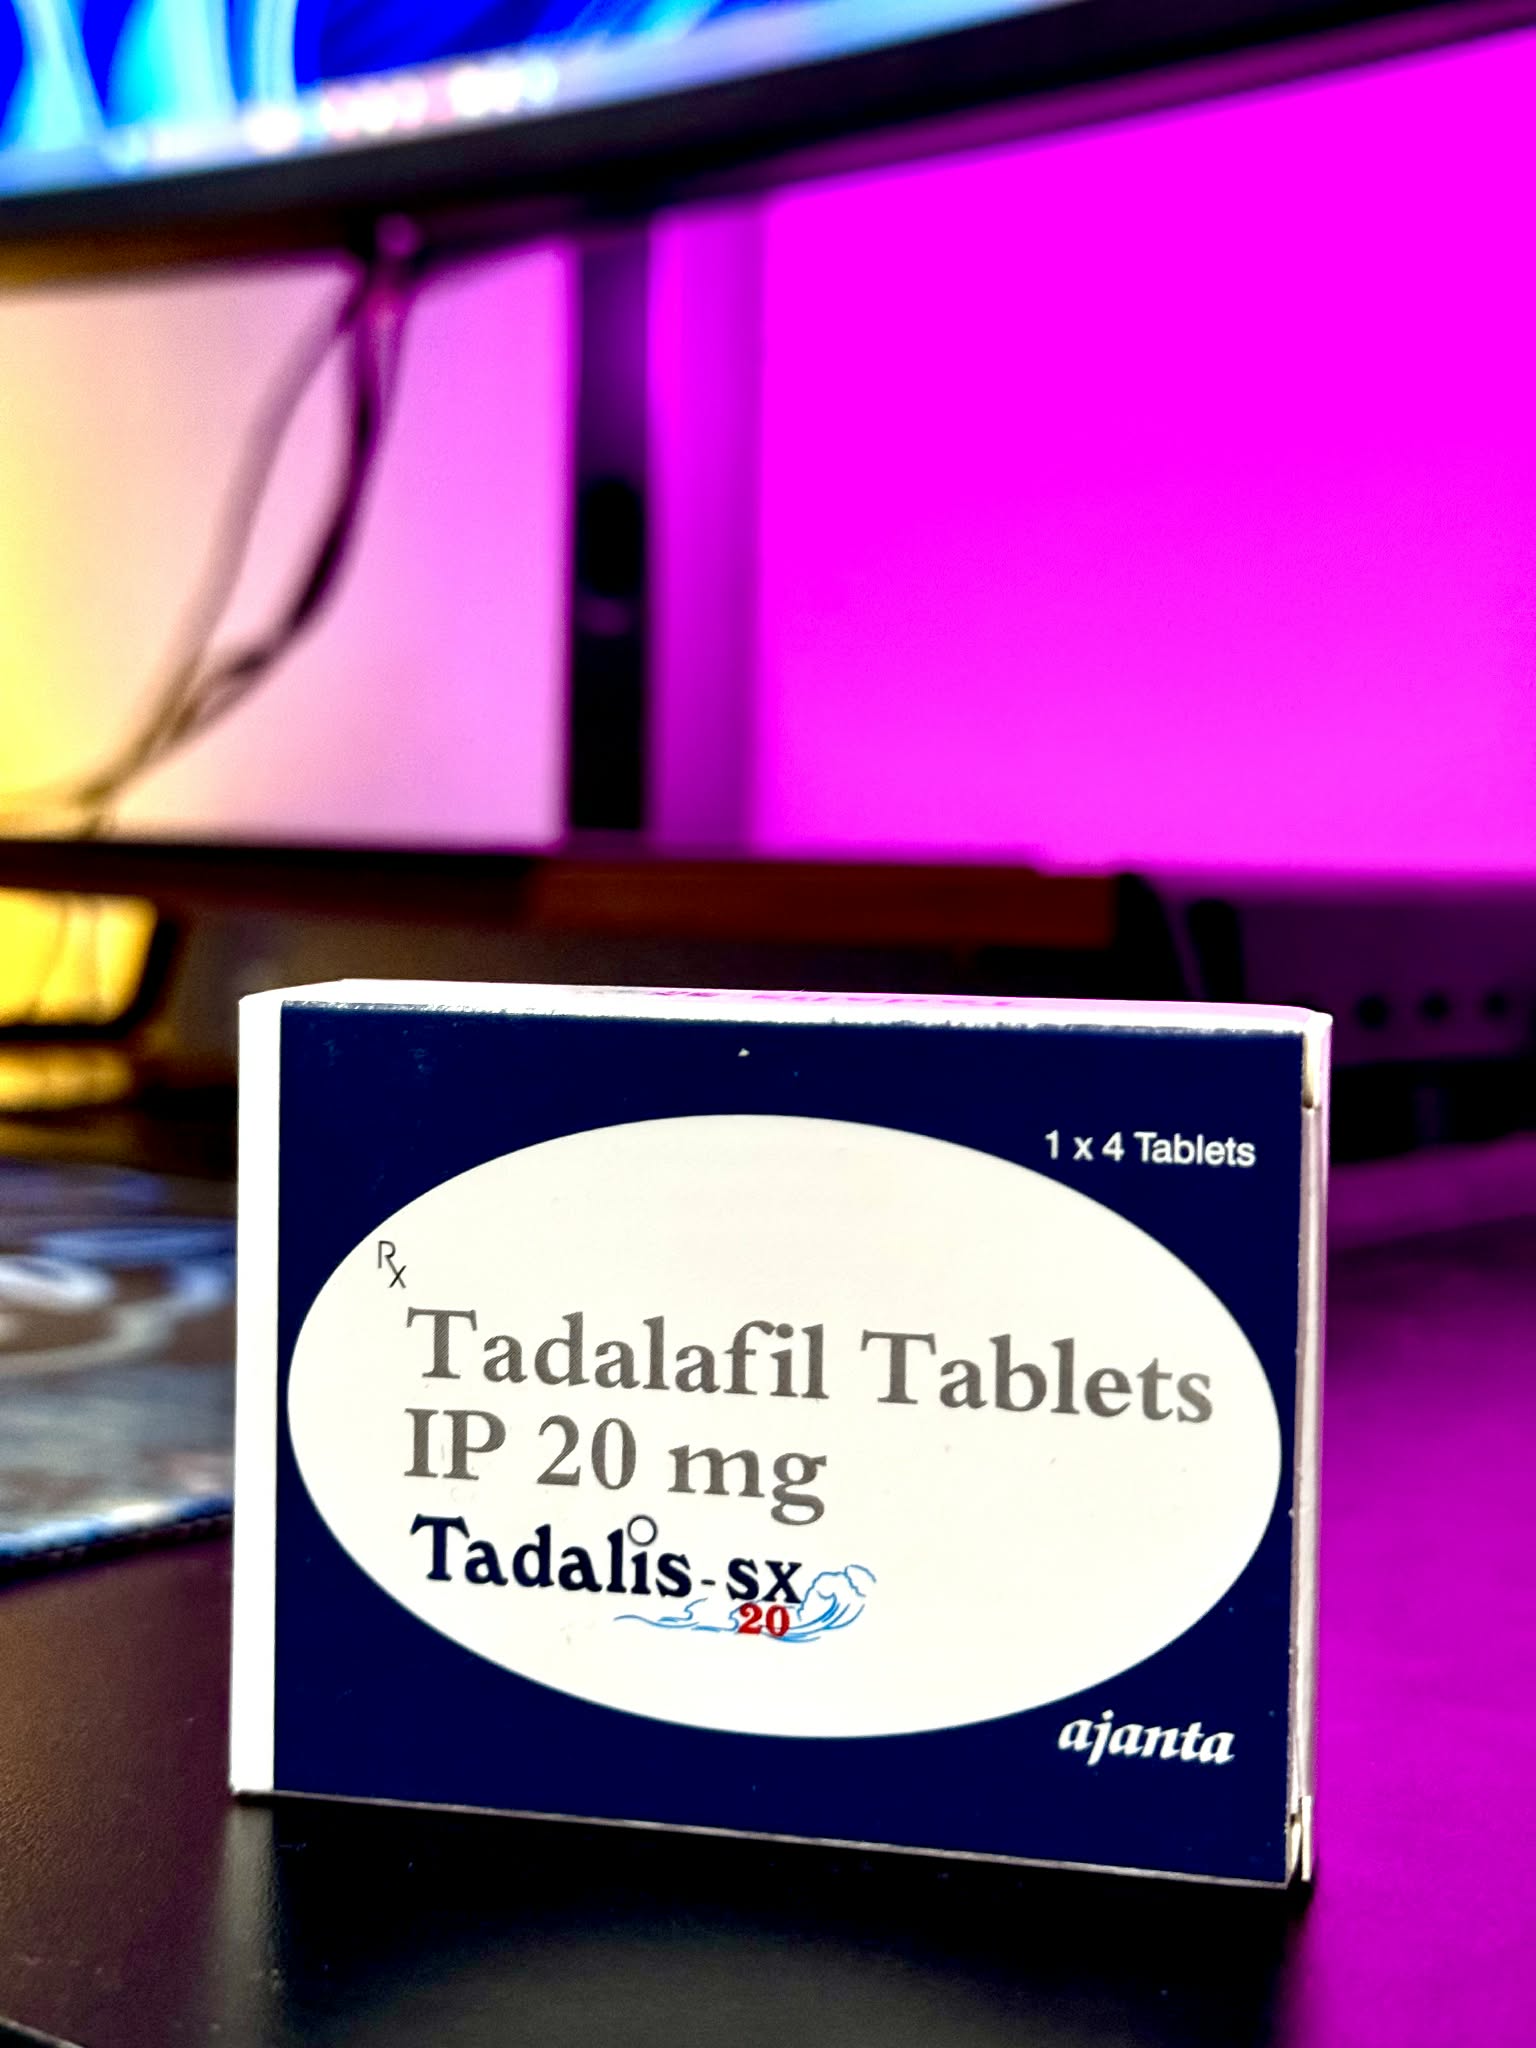 1 x 4 Tablets
Rx
Tadalafil Tablets
IP 20 mg
Tadalis-sx
20
ajanta